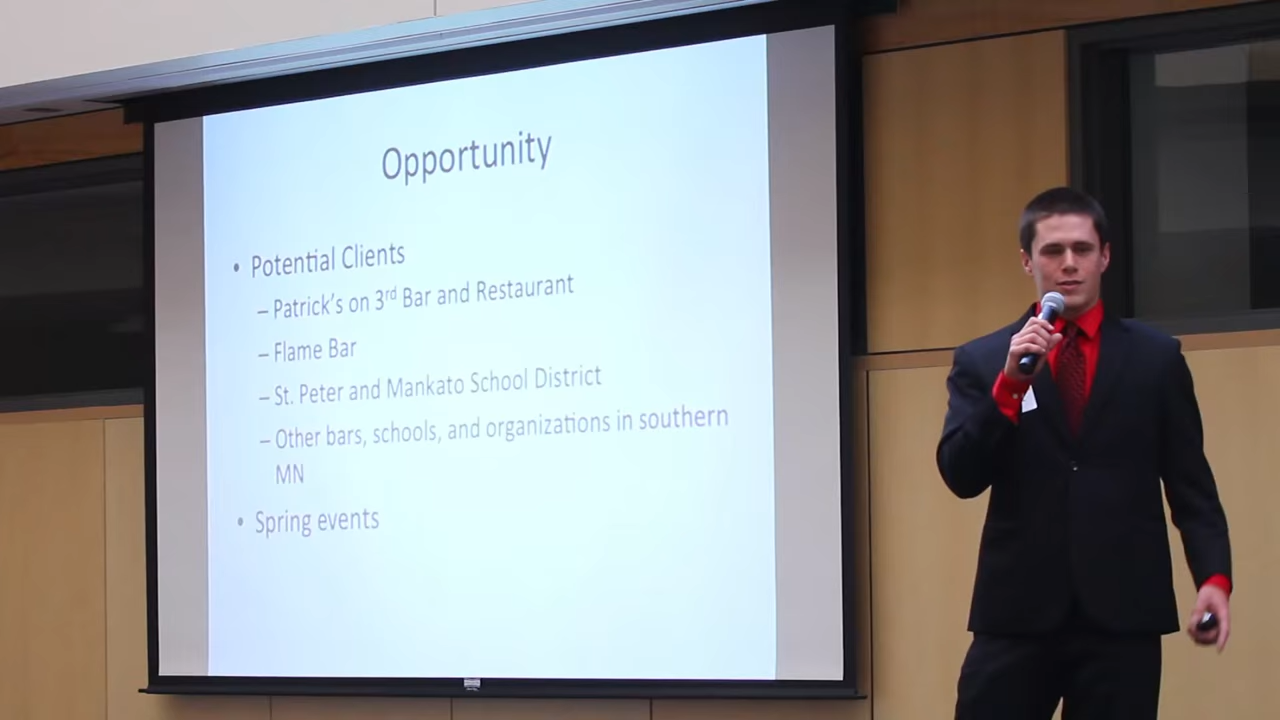 Opportunity
• Potential Clients
– Patrick's on 3rd Bar and Restaurant
– Flame Bar
– St. Peter and Mankato School District
– Other bars, schools, and organizations in southern
MN
• Spring events